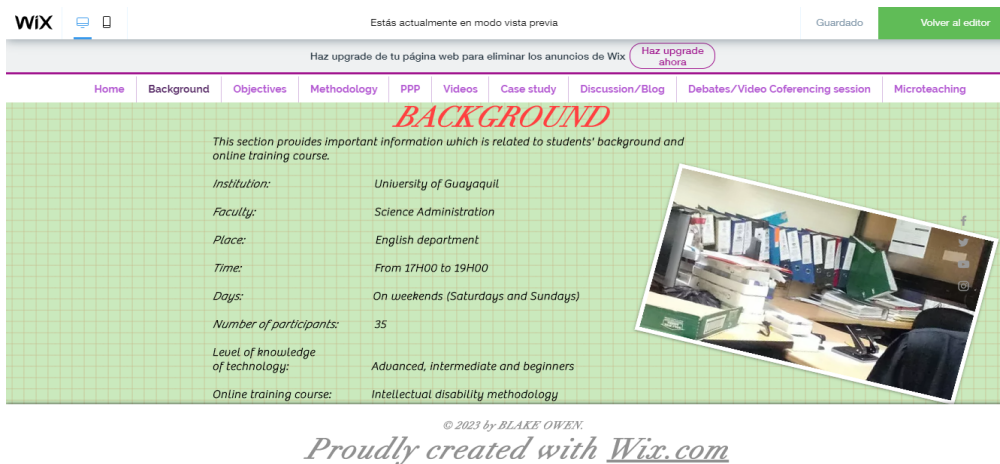 WiX
Estás actualmente en modo vista previa
Guardado
Volver al editor
Haz upgrade de tu página web para eliminar los anuncios de Wix
Haz upgrade
ahora
Home Background Objectives Methodology PPP Videos Case study Discussion/Blog Debates/Video Coferencing session Microteaching
BACKGROUND
This section provides important information which is related to students' background and
online training course.
Institution: University of Guayaquil
Faculty: Science Administration
Place: English department
Time: From 17H00 to 19H00
Days: On weekends (Saturdays and Sundays)
Number of participants: 35
Level of knowledge
of technology: Advanced, intermediate and beginners
Online training course: Intellectual disability methodology
© 2023 by BLAKE OWEN.
Proudly created with Wix.com